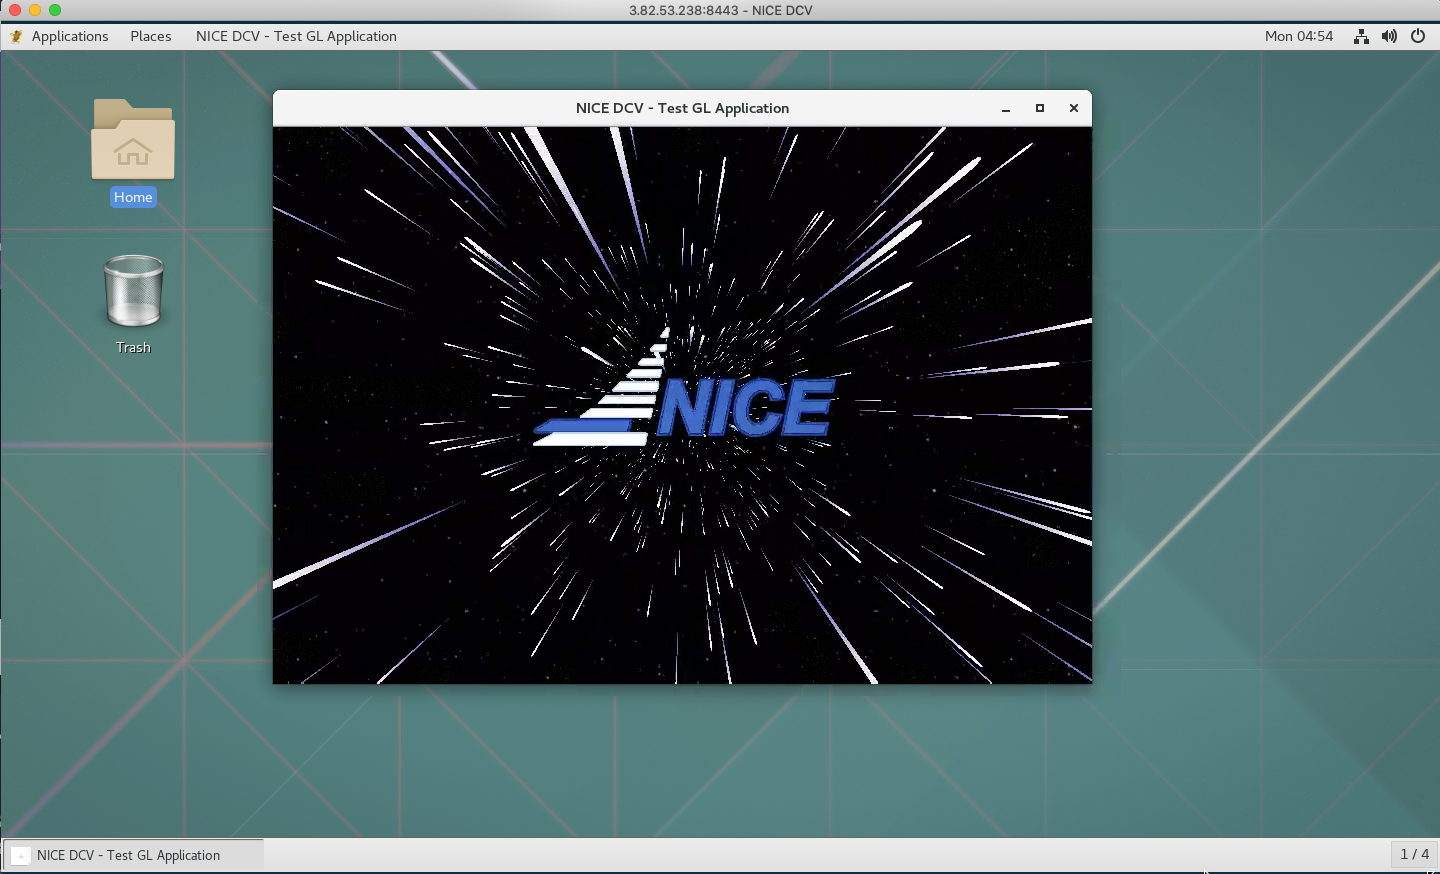 3.82.53.238:8443 - NICE DCV
Applications Places NICE DCV - Test GL Application Mon 04:54
NICE DCV - Test GL Application
Home
Trash
NICE
NICE DCV - Test GL Application
1 / 4